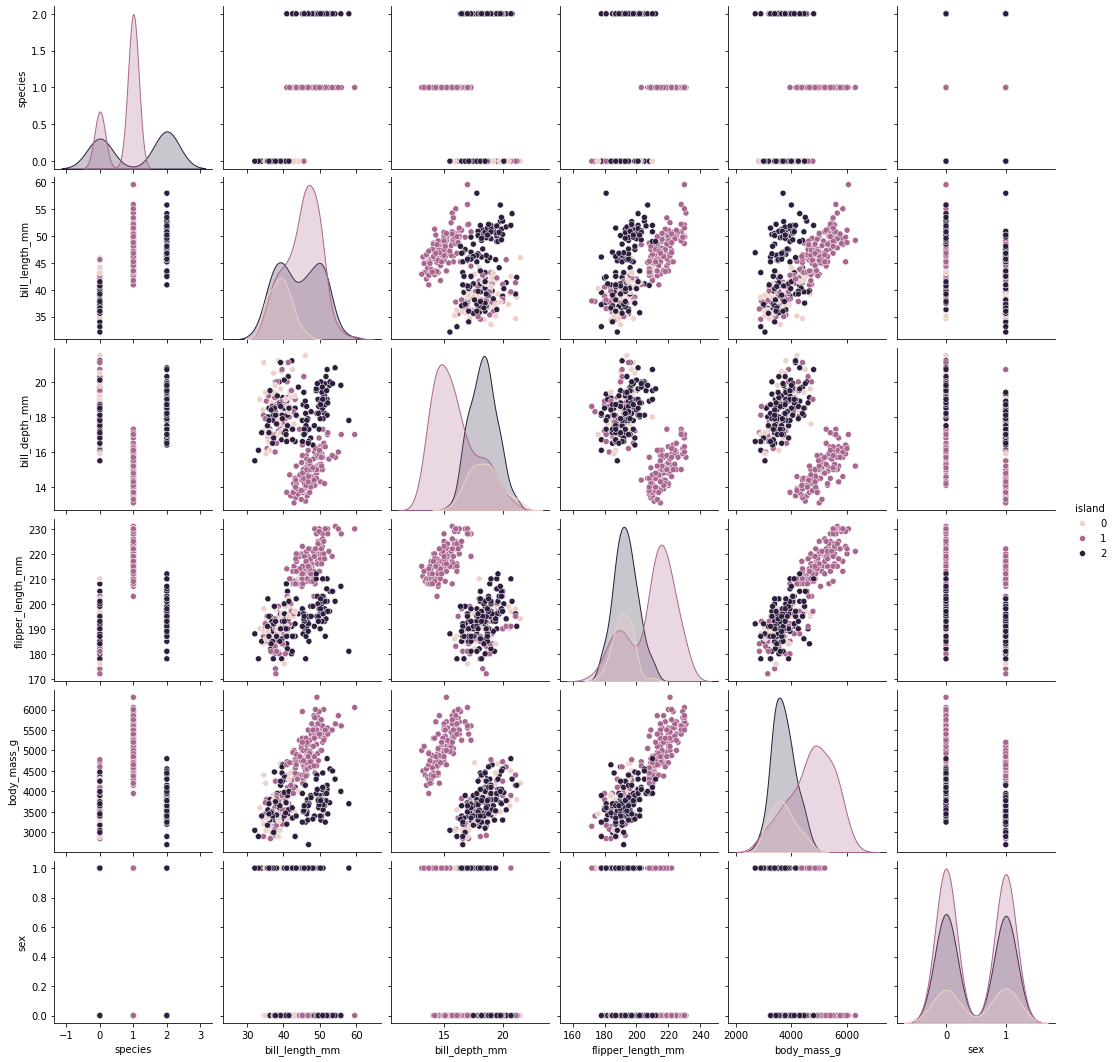 species
2.0
1.5
1.0
0.5
0.0
bill_length_mm
60
55
50
45
40
35
bill_depth_mm
20
18
16
14
flipper_length_mm
230
220
210
200
190
180
170
body_mass_g
6000
5500
5000
4500
4000
3500
3000
sex
1.0
0.8
0.6
0.4
0.2
0.0
−1 0 1 2 3
30 40 50 60
15 20
160 180 200 220 240
2000 4000 6000
0 1
species
bill_length_mm
bill_depth_mm
flipper_length_mm
body_mass_g
sex
island
0
1
2